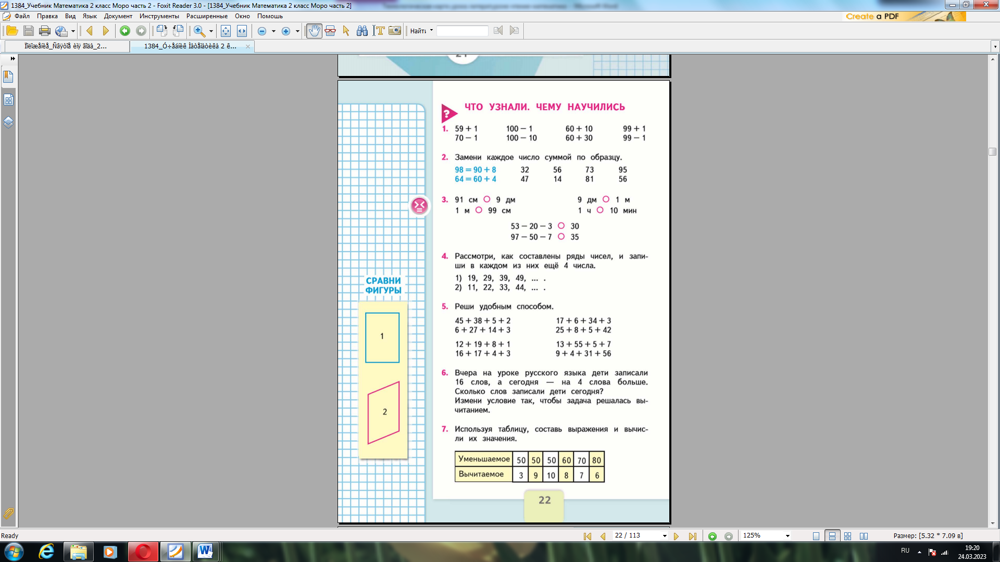 1384_Учебник Математика 2 класс Моро часть 2 - Foxit Reader 3.0 - [1384_Учебник Математика 2 класс Моро часть 2]
Файл Правка Вид Язык Документ Инструменты Расширенные Окно Помощь
Create a PDF
Найти
1384_Ó÷åáíèê Ìàòåìàòèêà 2 ê...
21
? ЧТО УЗНАЛИ. ЧЕМУ НАУЧИЛИСЬ
1. 59 + 1 100 − 1 60 + 10 99 + 1
70 − 1 100 − 10 60 + 30 99 − 1
2. Замени каждое число суммой по образцу.
98 = 90 + 8 32 56 73 95
64 = 60 + 4 47 14 81 56
3. 91 см ○ 9 дм 9 дм ○ 1 м
1 м ○ 99 см 1 ч ○ 10 мин
53 − 20 − 3 ○ 30
97 − 50 − 7 ○ 35
4. Рассмотри, как составлены ряды чисел, и запи-
ши в каждом из них ещё 4 числа.
1) 19, 29, 39, 49, ... .
2) 11, 22, 33, 44, ... .
СРАВНИ
ФИГУРЫ
1
2
5. Реши удобным способом.
45 + 38 + 5 + 2 17 + 6 + 34 + 3
6 + 27 + 14 + 3 25 + 8 + 5 + 42
12 + 19 + 8 + 1 13 + 55 + 5 + 7
16 + 17 + 4 + 3 9 + 4 + 31 + 56
6. Вчера на уроке русского языка дети записали
16 слов, а сегодня — на 4 слова больше.
Сколько слов записали дети сегодня?
Измени условие так, чтобы задача решалась вы-
читанием.
7. Используя таблицу, составь выражения и вычис-
ли их значения.
Уменьшаемое 50 50 50 60 70 80
Вычитаемое 3 9 10 8 7 6
22
Ready 22 / 113 125% Размер: [5.32 * 7.09 в]
RU 19:20
24.03.2023